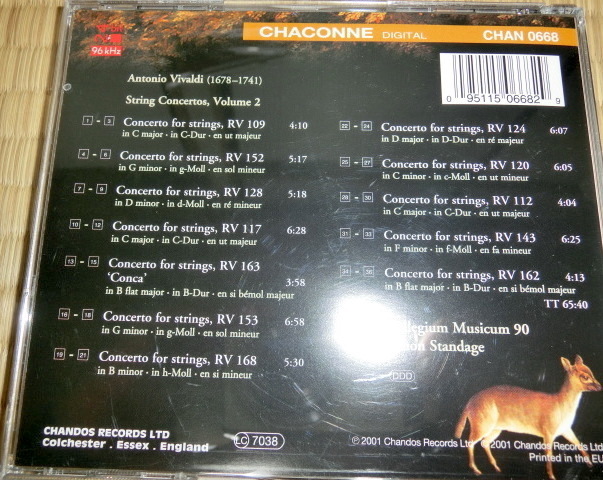 CHACONNE DIGITAL
CHAN 0668
96 kHz
0 95115 06682 9
Antonio Vivaldi (1678–1741)
String Concertos, Volume 2
1 - 3 Concerto for strings, RV 109 4:10
in C major · in C-Dur · en ut majeur
4 - 6 Concerto for strings, RV 152 5:17
in G minor · in g-Moll · en sol mineur
7 - 9 Concerto for strings, RV 128 5:18
in D minor · in d-Moll · en ré mineur
10 - 12 Concerto for strings, RV 117 6:28
in C major · in C-Dur · en ut majeur
13 - 15 Concerto for strings, RV 163
'Conca' 3:58
in B flat major · in B-Dur · en si bémol majeur
16 - 18 Concerto for strings, RV 153 6:58
in G minor · in g-Moll · en sol mineur
19 - 21 Concerto for strings, RV 168 5:30
in B minor · in h-Moll · en si mineur
22 - 24 Concerto for strings, RV 124 6:07
in D major · in D-Dur · en ré majeur
25 - 27 Concerto for strings, RV 120 6:05
in C minor · in c-Moll · en ut mineur
28 - 30 Concerto for strings, RV 112 4:04
in C major · in C-Dur · en ut majeur
31 - 33 Concerto for strings, RV 143 6:25
in F minor · in f-Moll · en fa mineur
34 - 36 Concerto for strings, RV 162 4:13
in B flat major · in B-Dur · en si bémol majeur
TT 65:40
legium Musicum 90
on Standage
DDD
CHANDOS RECORDS LTD
Colchester . Essex . England
LC 7038
℗ 2001 Chandos Records Ltd © 2001 Chandos Records Ltd
Printed in the EU